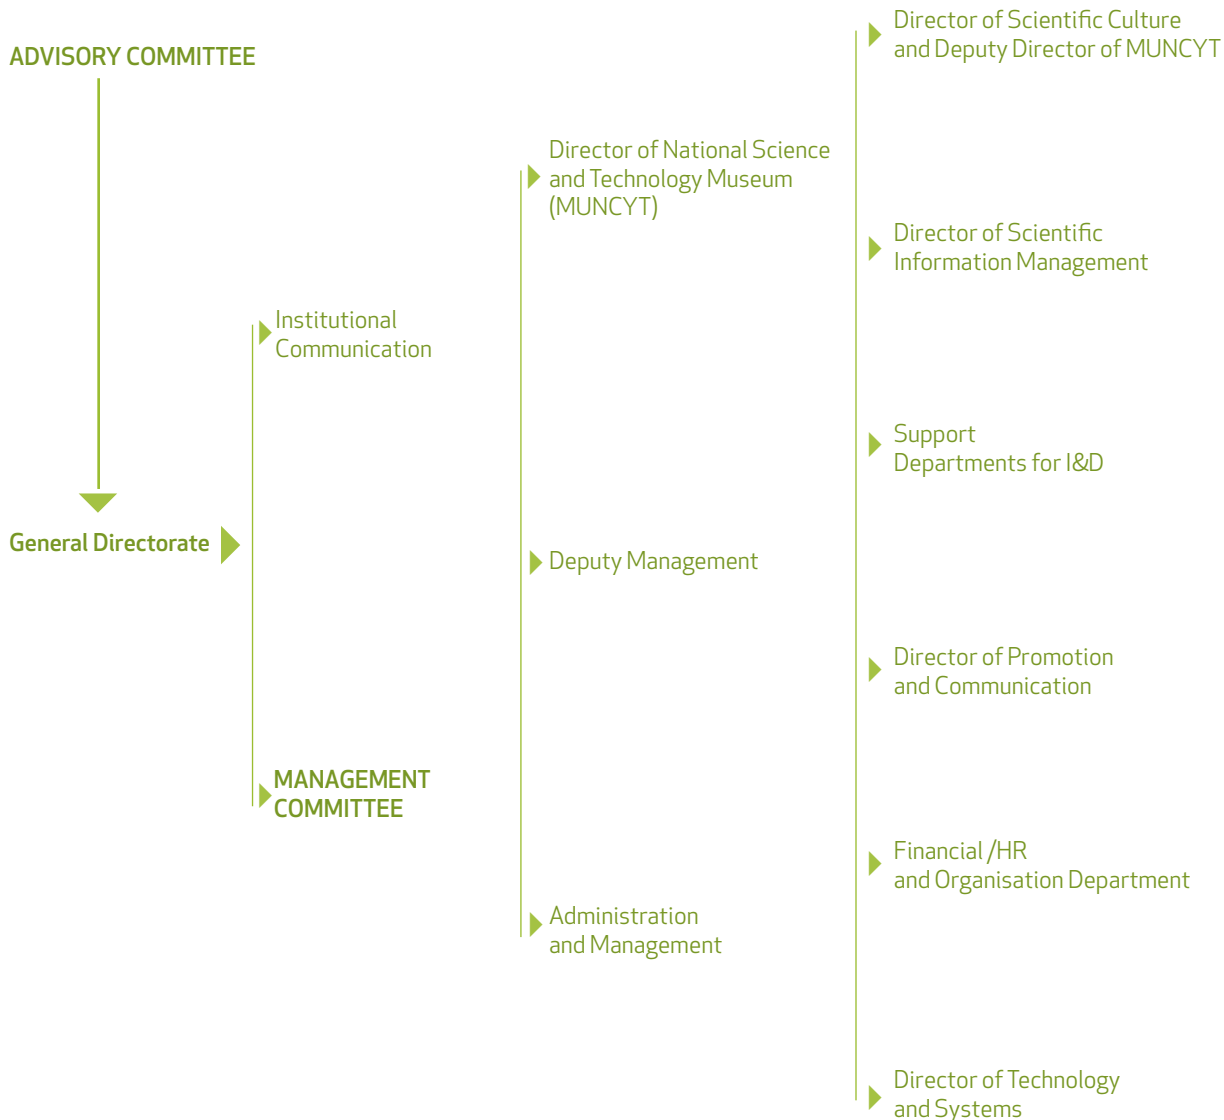 ADVISORY COMMITTEE
General Directorate
Institutional
Communication
MANAGEMENT
COMMITTEE
Director of National Science
and Technology Museum
(MUNCYT)
Deputy Management
Administration
and Management
Director of Scientific Culture
and Deputy Director of MUNCYT
Director of Scientific
Information Management
Support
Departments for I&D
Director of Promotion
and Communication
Financial /HR
and Organisation Department
Director of Technology
and Systems